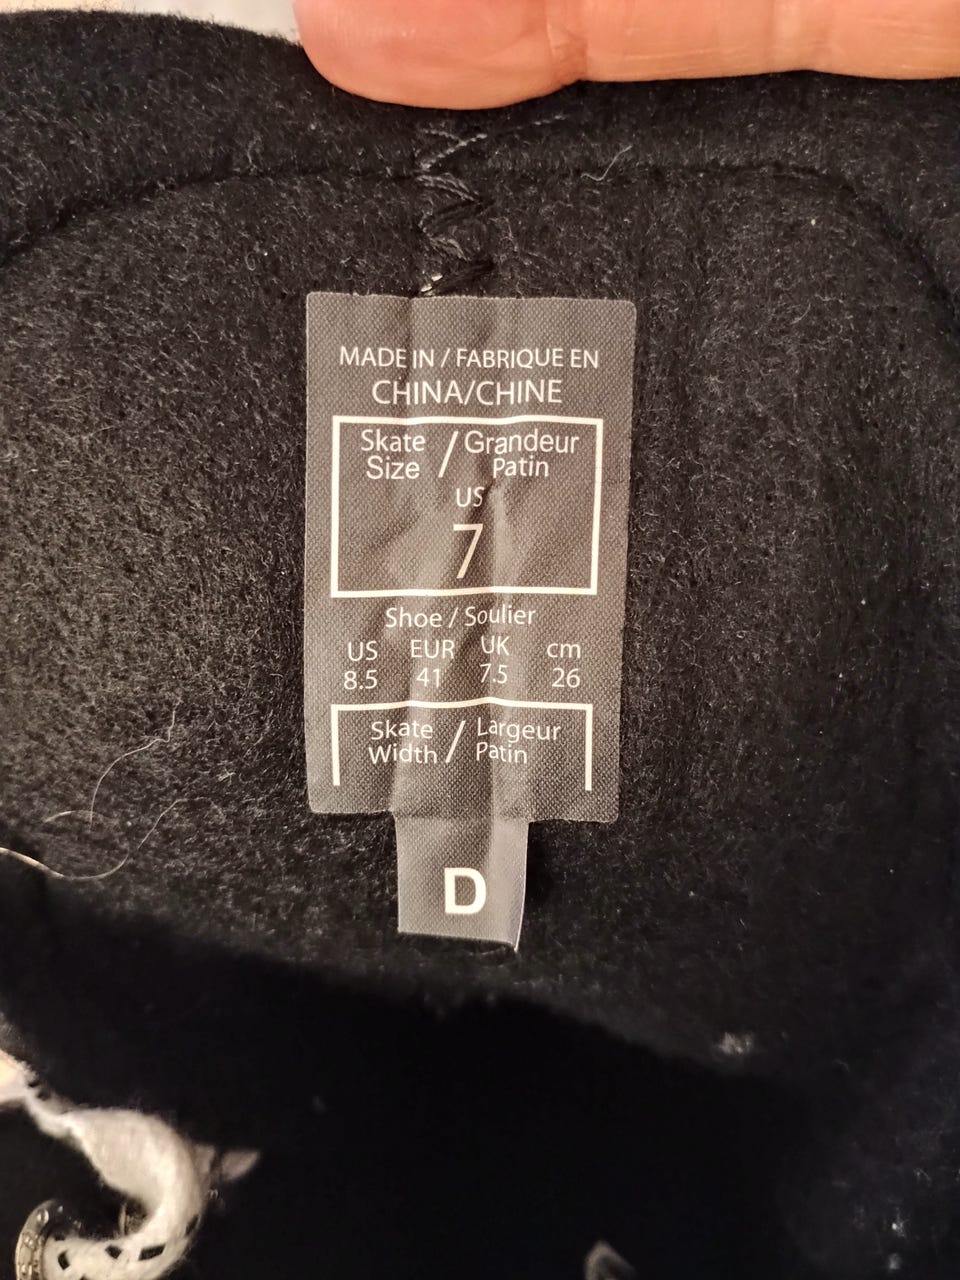 MADE IN / FABRIQUE EN
CHINA/CHINE
Skate / Grandeur
Size Patin
US
7
Shoe / Soulier
US EUR UK cm
8.5 41 7.5 26
Skate / Largeur
Width Patin
D